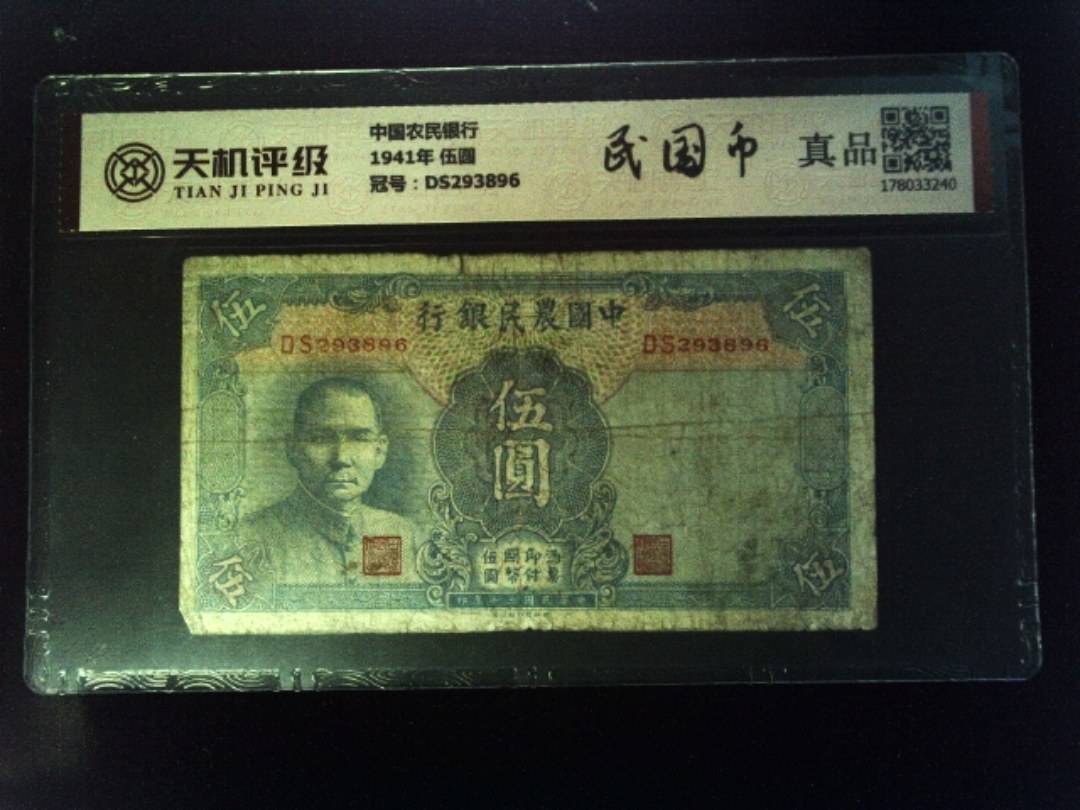 天机评级
TIAN JI PING JI
中国农民银行
1941年 伍圆
冠号：DS293896
民国币
真品
178033240
伍
伍
行銀民農國中
DS293896
DS293896
伍
圓
伍
伍